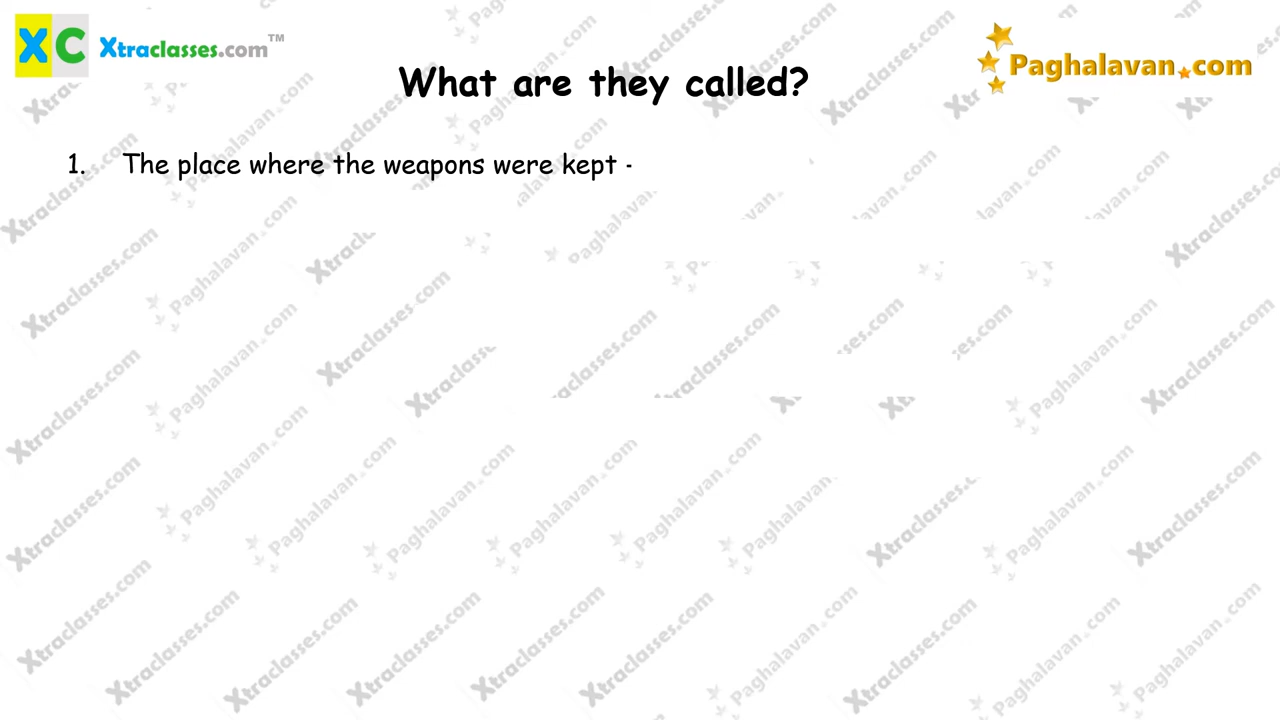 XC Xtraclasses.com™
Paghalavan.com
What are they called?
1. The place where the weapons were kept -